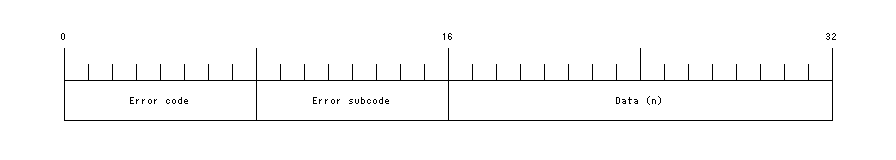 0 16 32
Error code Error subcode Data (n)